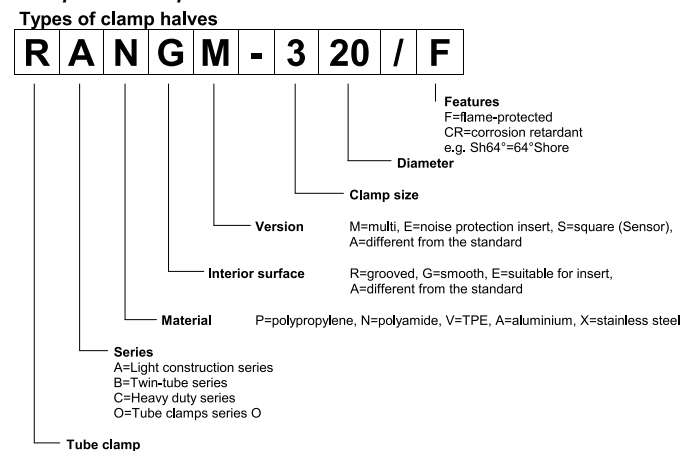 Types of clamp halves
R A N G M - 3 20 / F
Features
F=flame-protected
CR=corrosion retardant
e.g. Sh64°=64°Shore
Diameter
Clamp size
Version M=multi, E=noise protection insert, S=square (Sensor),
A=different from the standard
Interior surface R=grooved, G=smooth, E=suitable for insert,
A=different from the standard
Material P=polypropylene, N=polyamide, V=TPE, A=aluminium, X=stainless steel
Series
A=Light construction series
B=Twin-tube series
C=Heavy duty series
O=Tube clamps series O
Tube clamp